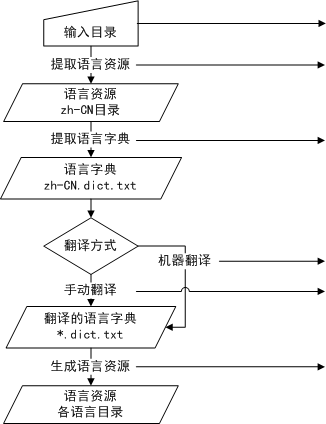 输入目录
提取语言资源
语言资源
zh-CN目录
提取语言字典
语言字典
zh-CN.dict.txt
翻译方式
机器翻译
手动翻译
翻译的语言字典
*.dict.txt
生成语言资源
语言资源
各语言目录